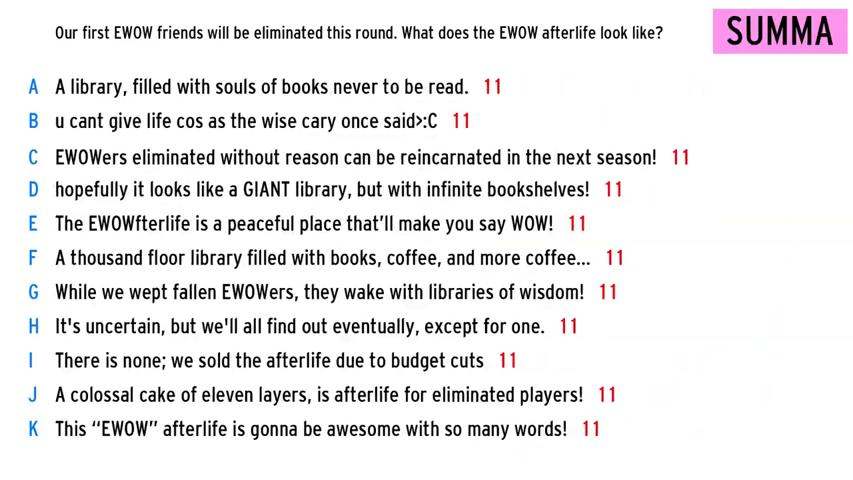 Our first EWOW friends will be eliminated this round. What does the EWOW afterlife look like?
SUMMA
A A library, filled with souls of books never to be read. 11
B u cant give life cos as the wise cary once said>:C 11
C EWOWers eliminated without reason can be reincarnated in the next season! 11
D hopefully it looks like a GIANT library, but with infinite bookshelves! 11
E The EWOWfterlife is a peaceful place that'll make you say WOW! 11
F A thousand floor library filled with books, coffee, and more coffee... 11
G While we wept fallen EWOWers, they wake with libraries of wisdom! 11
H It's uncertain, but we'll all find out eventually, except for one. 11
I There is none; we sold the afterlife due to budget cuts 11
J A colossal cake of eleven layers, is afterlife for eliminated players! 11
K This “EWOW” afterlife is gonna be awesome with so many words! 11